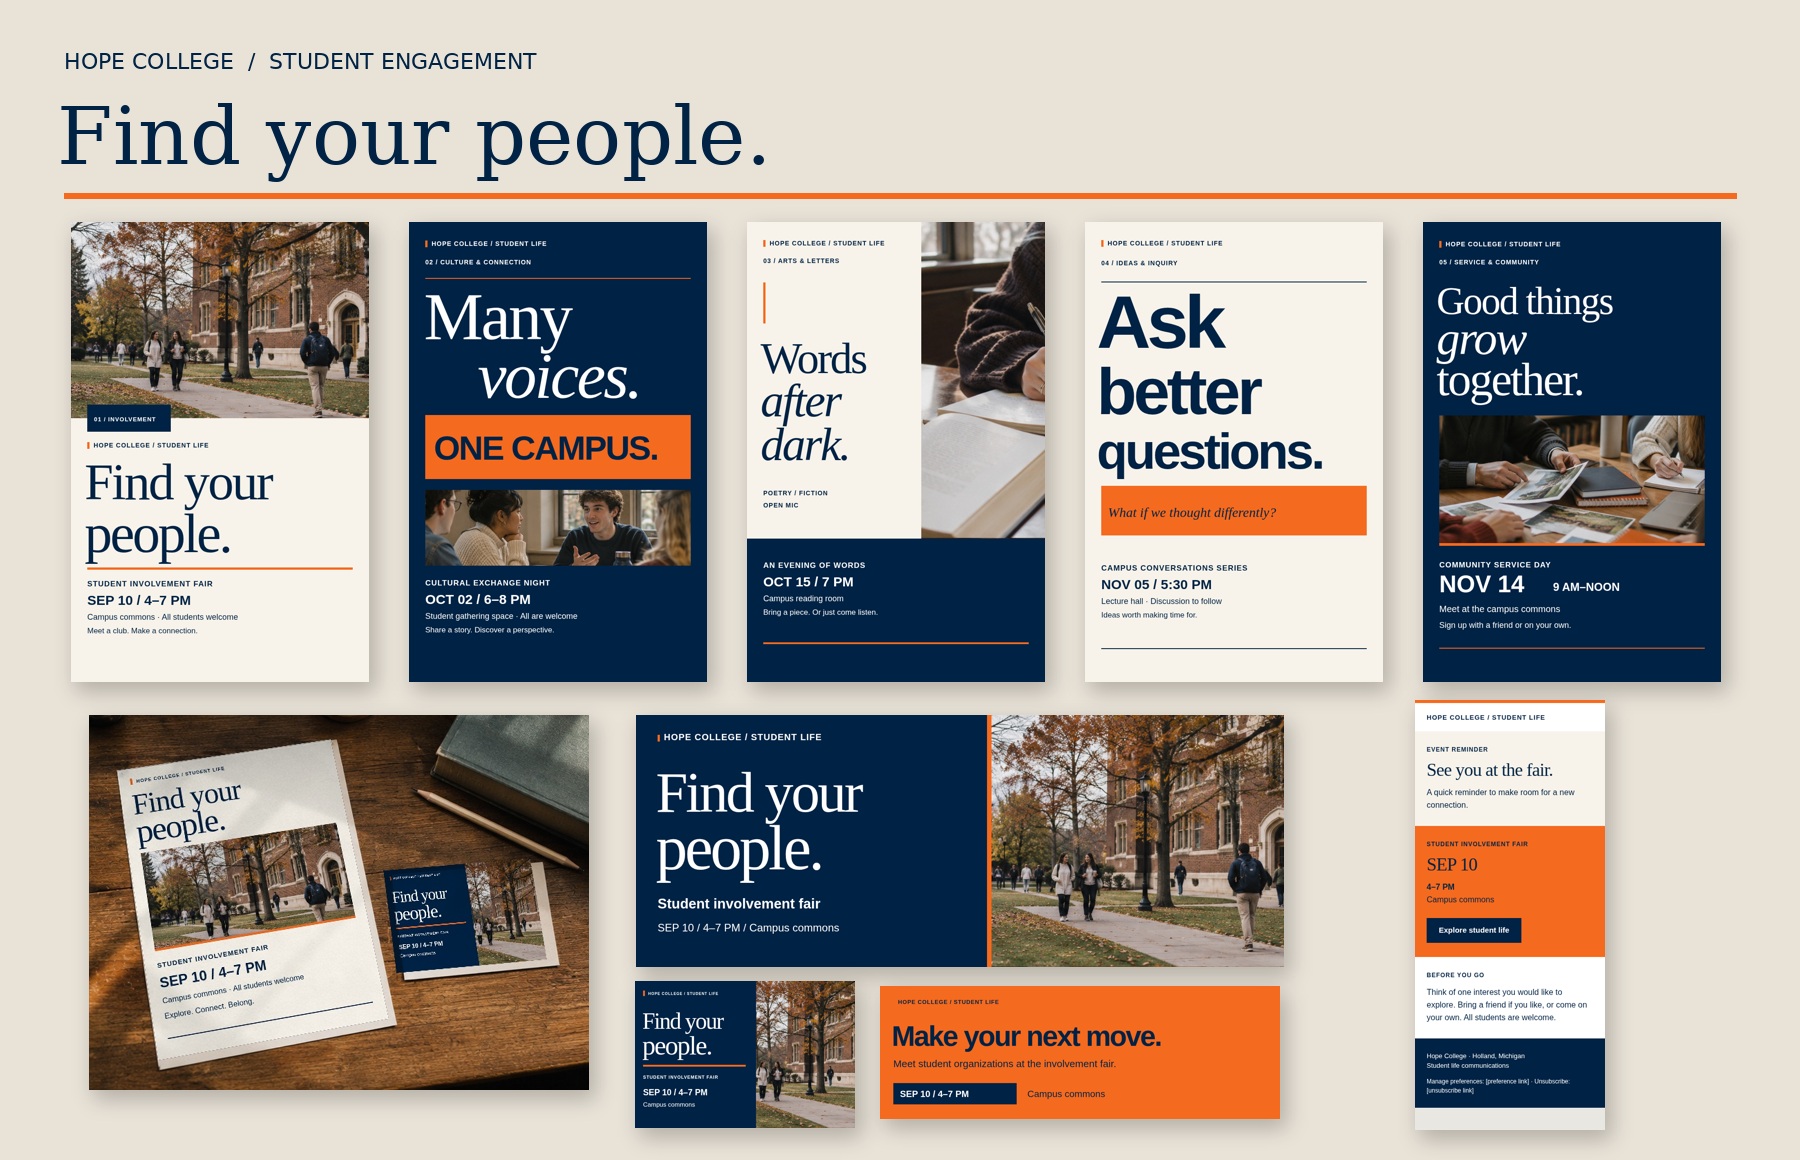 HOPE COLLEGE / STUDENT ENGAGEMENT
Find your people.
01 / INVOLVEMENT
HOPE COLLEGE / STUDENT LIFE
Find your
people.
STUDENT INVOLVEMENT FAIR
SEP 10 / 4–7 PM
Campus commons · All students welcome
Meet a club. Make a connection.
HOPE COLLEGE / STUDENT LIFE
02 / CULTURE & CONNECTION
Many
voices.
ONE CAMPUS.
CULTURAL EXCHANGE NIGHT
OCT 02 / 6–8 PM
Student gathering space · All are welcome
Share a story. Discover a perspective.
HOPE COLLEGE / STUDENT LIFE
03 / ARTS & LETTERS
Words
after
dark.
POETRY / FICTION
OPEN MIC
AN EVENING OF WORDS
OCT 15 / 7 PM
Campus reading room
Bring a piece. Or just come listen.
HOPE COLLEGE / STUDENT LIFE
04 / IDEAS & INQUIRY
Ask
better
questions.
What if we thought differently?
CAMPUS CONVERSATIONS SERIES
NOV 05 / 5:30 PM
Lecture hall · Discussion to follow
Ideas worth making time for.
HOPE COLLEGE / STUDENT LIFE
05 / SERVICE & COMMUNITY
Good things
grow
together.
COMMUNITY SERVICE DAY
NOV 14 9 AM–NOON
Meet at the campus commons
Sign up with a friend or on your own.
HOPE COLLEGE / STUDENT LIFE
Find your
people.
STUDENT INVOLVEMENT FAIR
SEP 10 / 4–7 PM
Campus commons · All students welcome
Explore. Connect. Belong.
Find your
people.
SEP 10 / 4–7 PM
Campus commons
HOPE COLLEGE / STUDENT LIFE
Find your
people.
Student involvement fair
SEP 10 / 4–7 PM / Campus commons
HOPE COLLEGE / STUDENT LIFE
Find your
people.
STUDENT INVOLVEMENT FAIR
SEP 10 / 4–7 PM
Campus commons
HOPE COLLEGE / STUDENT LIFE
Make your next move.
Meet student organizations at the involvement fair.
SEP 10 / 4–7 PM Campus commons
HOPE COLLEGE / STUDENT LIFE
EVENT REMINDER
See you at the fair.
A quick reminder to make room for a new
connection.
STUDENT INVOLVEMENT FAIR
SEP 10
4–7 PM
Campus commons
Explore student life
BEFORE YOU GO
Think of one interest you would like to
explore. Bring a friend if you like, or come on
your own. All students are welcome.
Hope College · Holland, Michigan
Student life communications
Manage preferences: [preference link] · Unsubscribe:
[unsubscribe link]